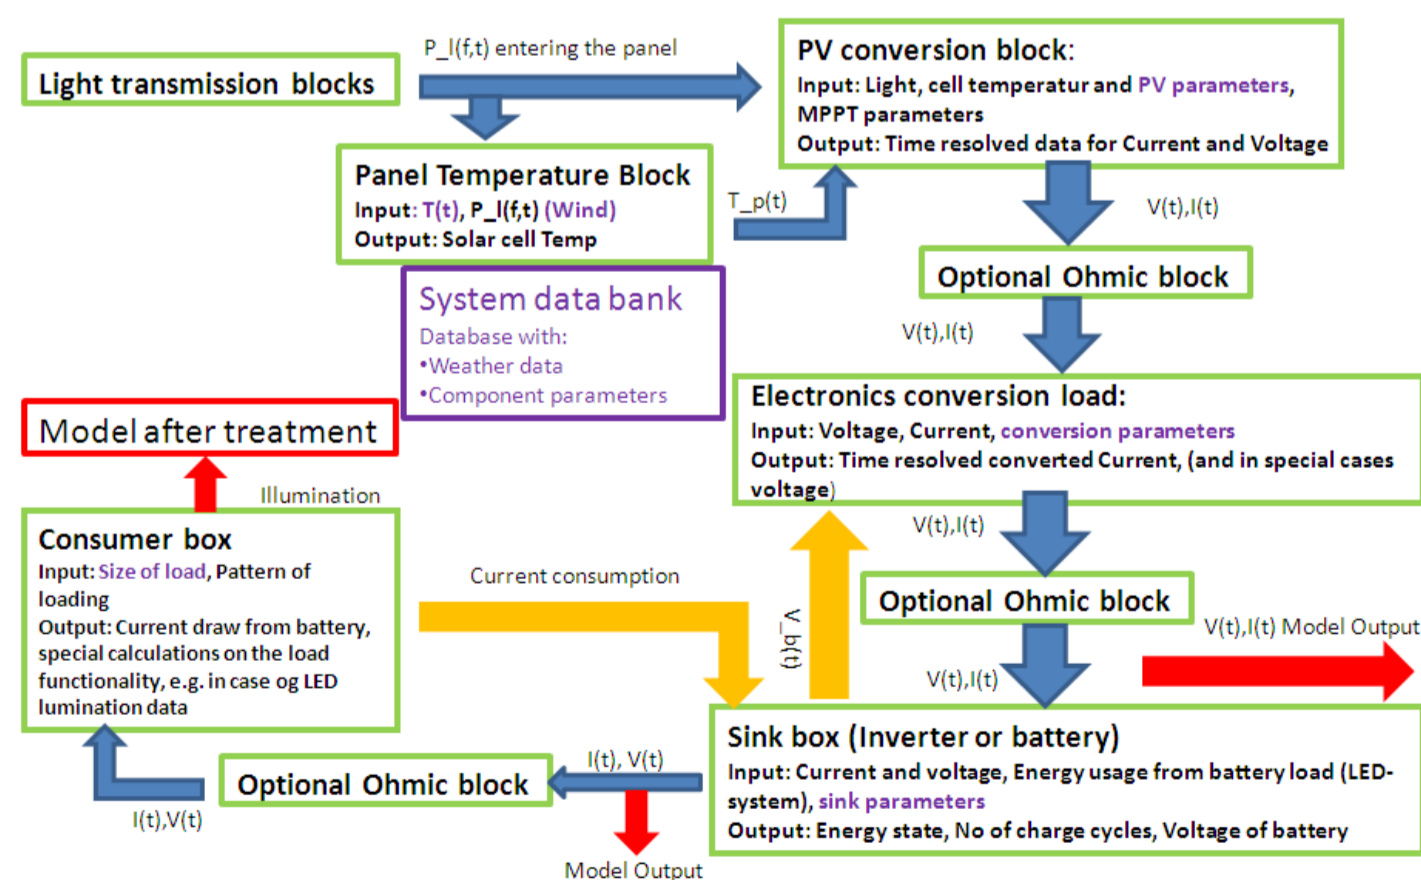 P_l(f,t) entering the panel
Light transmission blocks
PV conversion block:
Input: Light, cell temperatur and PV parameters,
MPPT parameters
Output: Time resolved data for Current and Voltage
Panel Temperature Block
Input: T(t), P_l(f,t) (Wind)
Output: Solar cell Temp
T_p(t)
V(t),I(t)
Optional Ohmic block
System data bank
Database with:
•Weather data
•Component parameters
V(t),I(t)
Electronics conversion load:
Input: Voltage, Current, conversion parameters
Output: Time resolved converted Current, (and in special cases
voltage)
Model after treatment
Illumination
V(t),I(t)
Consumer box
Input: Size of load, Pattern of
loading
Output: Current draw from battery,
special calculations on the load
functionality, e.g. in case og LED
lumination data
Current consumption
V_b(t)
Optional Ohmic block
V(t),I(t) Model Output
V(t),I(t)
Sink box (Inverter or battery)
Input: Current and voltage, Energy usage from battery load (LED-
system), sink parameters
Output: Energy state, No of charge cycles, Voltage of battery
I(t), V(t)
Optional Ohmic block
I(t),V(t)
Model Output